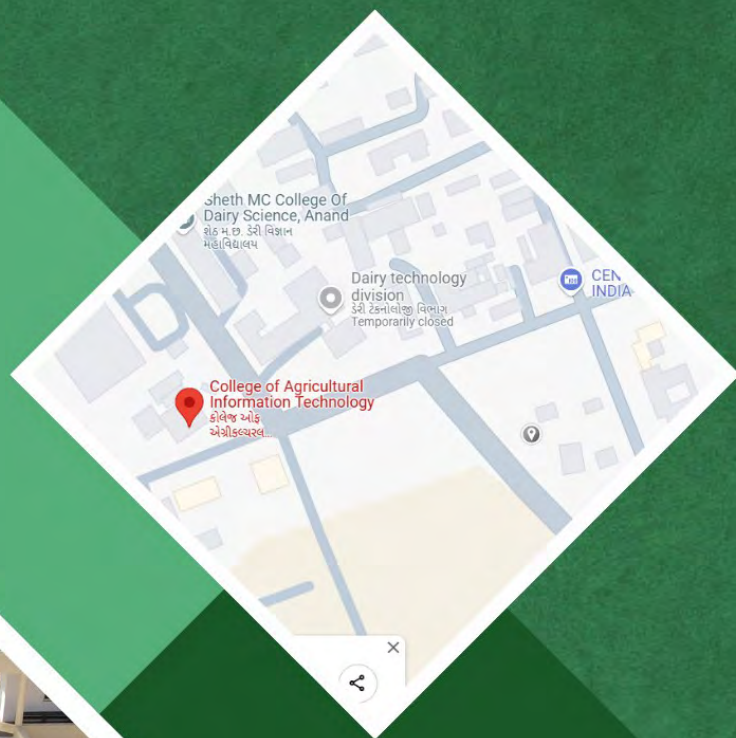 Sheth MC College Of
Dairy Science, Anand
શેઠ મ.છ. ડેરી વિજ્ઞાન
મહાવિદ્યાલય
Dairy technology
division
ડેરી ટેકનોલોજી વિભાગ
Temporarily closed
CEN
INDIA
College of Agricultural
Information Technology
કોલેજ ઓફ
એગ્રીકલ્ચરલ...